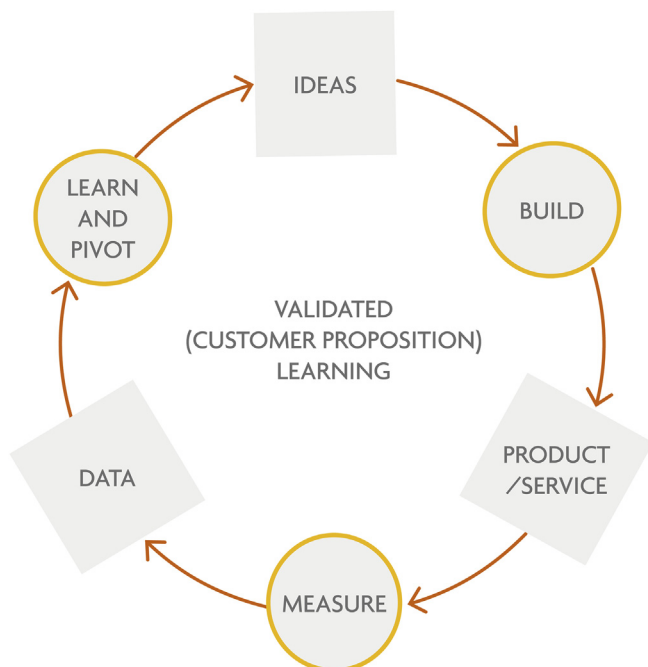 IDEAS
BUILD
PRODUCT
/SERVICE
MEASURE
DATA
LEARN
AND
PIVOT
VALIDATED
(CUSTOMER PROPOSITION)
LEARNING